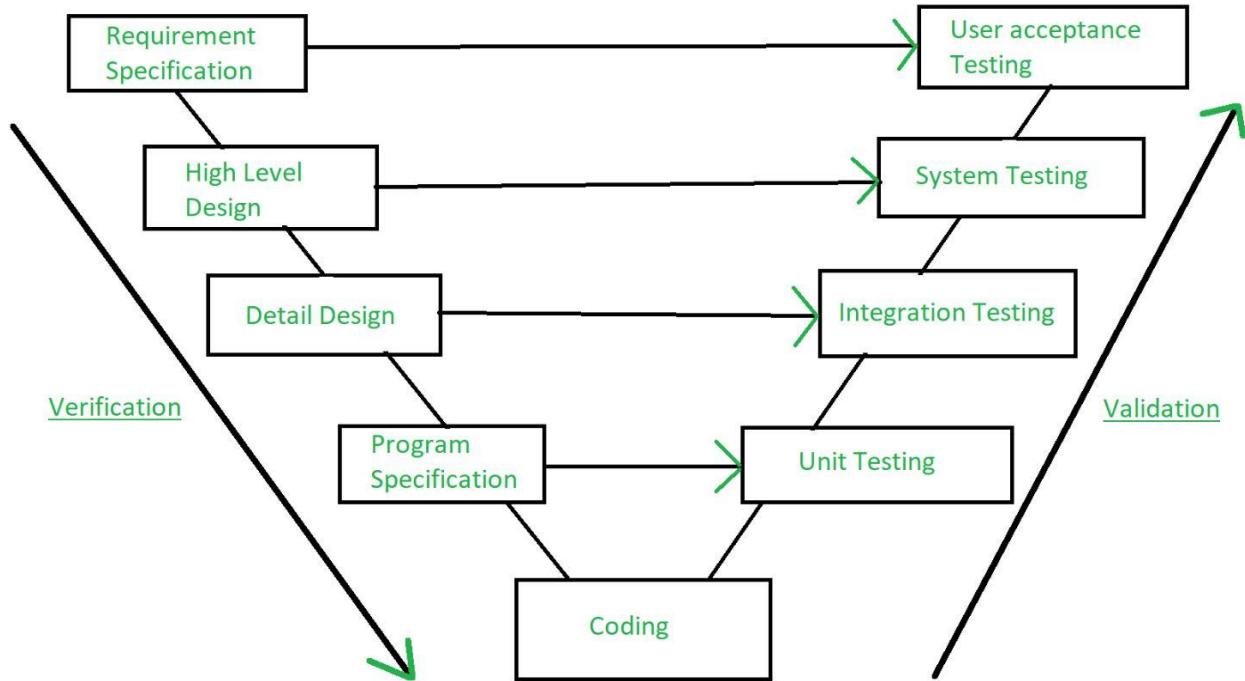 Requirement
Specification
User acceptance
Testing
High Level
Design
System Testing
Detail Design
Integration Testing
Verification
Validation
Program
Specification
Unit Testing
Coding